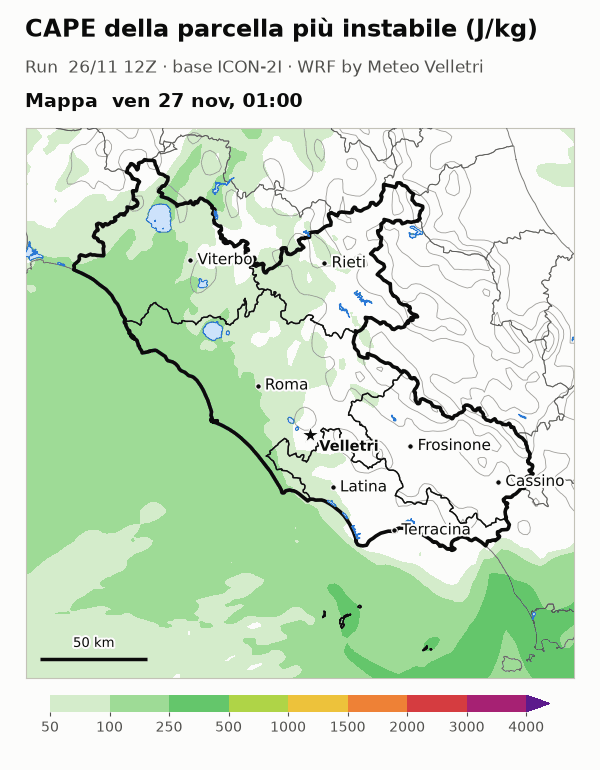 CAPE della parcella più instabile (J/kg)
Run  26/11 12Z · base ICON-2I · WRF by Meteo Velletri
Mappa  ven 27 nov, 01:00
Viterbo
Rieti
Roma
Velletri
Frosinone
Latina
Cassino
Terracina
50 km
50 100 250 500 1000 1500 2000 3000 4000